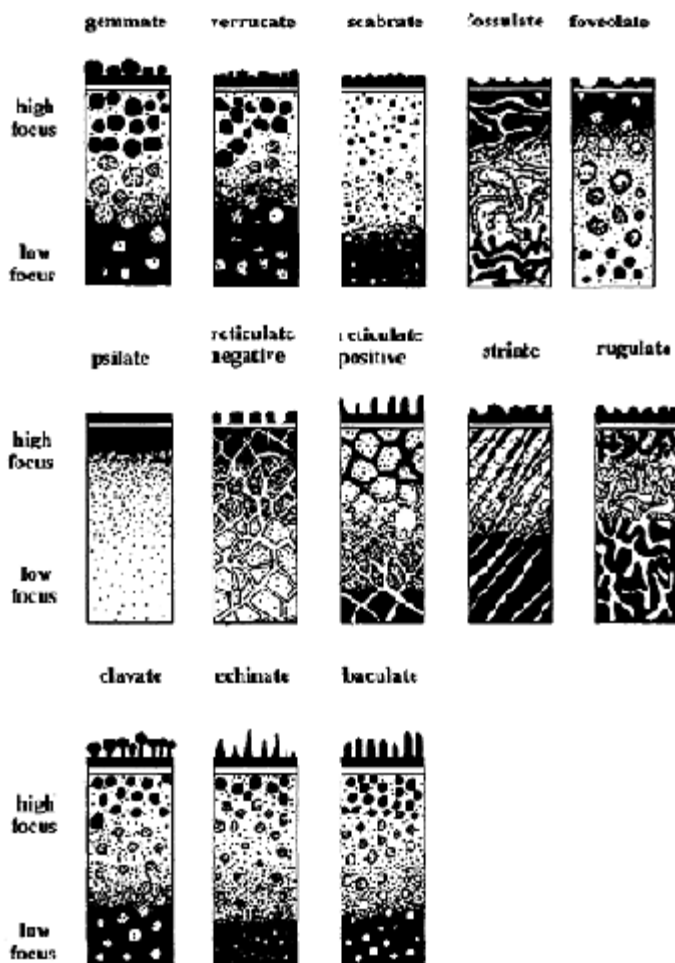 gemmate verrucate scabrate fossulate foveolate
high
focus
low
focus
psilate reticulate negative reticulate positive striate rugulate
high
focus
low
focus
clavate echinate baculate
high
focus
low
focus